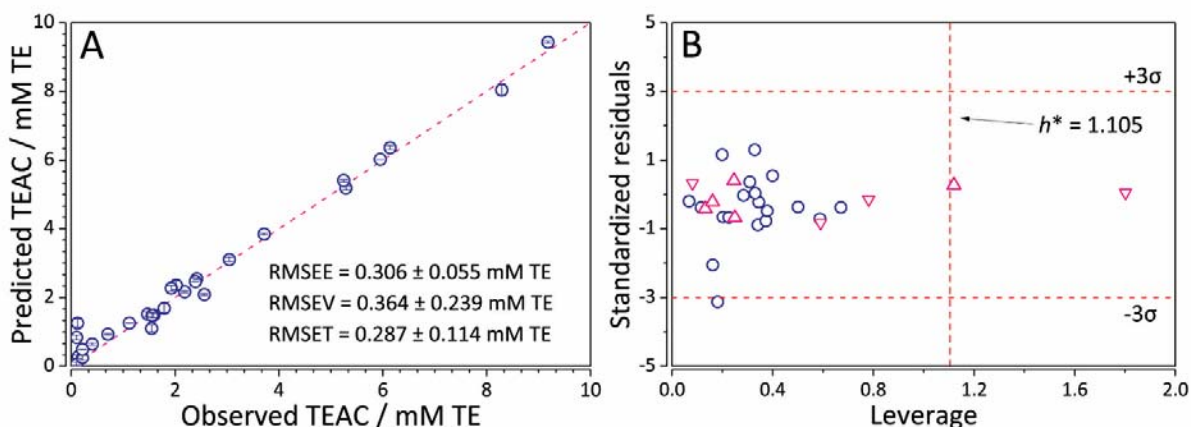 A
Predicted TEAC / mM TE
10
8
6
4
2
0
RMSEE = 0.306 ± 0.055 mM TE
RMSEV = 0.364 ± 0.239 mM TE
RMSET = 0.287 ± 0.114 mM TE
0 2 4 6 8 10
Observed TEAC / mM TE
B
Standardized residuals
5
3
1
-1
-3
-5
+3σ
h* = 1.105
-3σ
0.0 0.4 0.8 1.2 1.6 2.0
Leverage